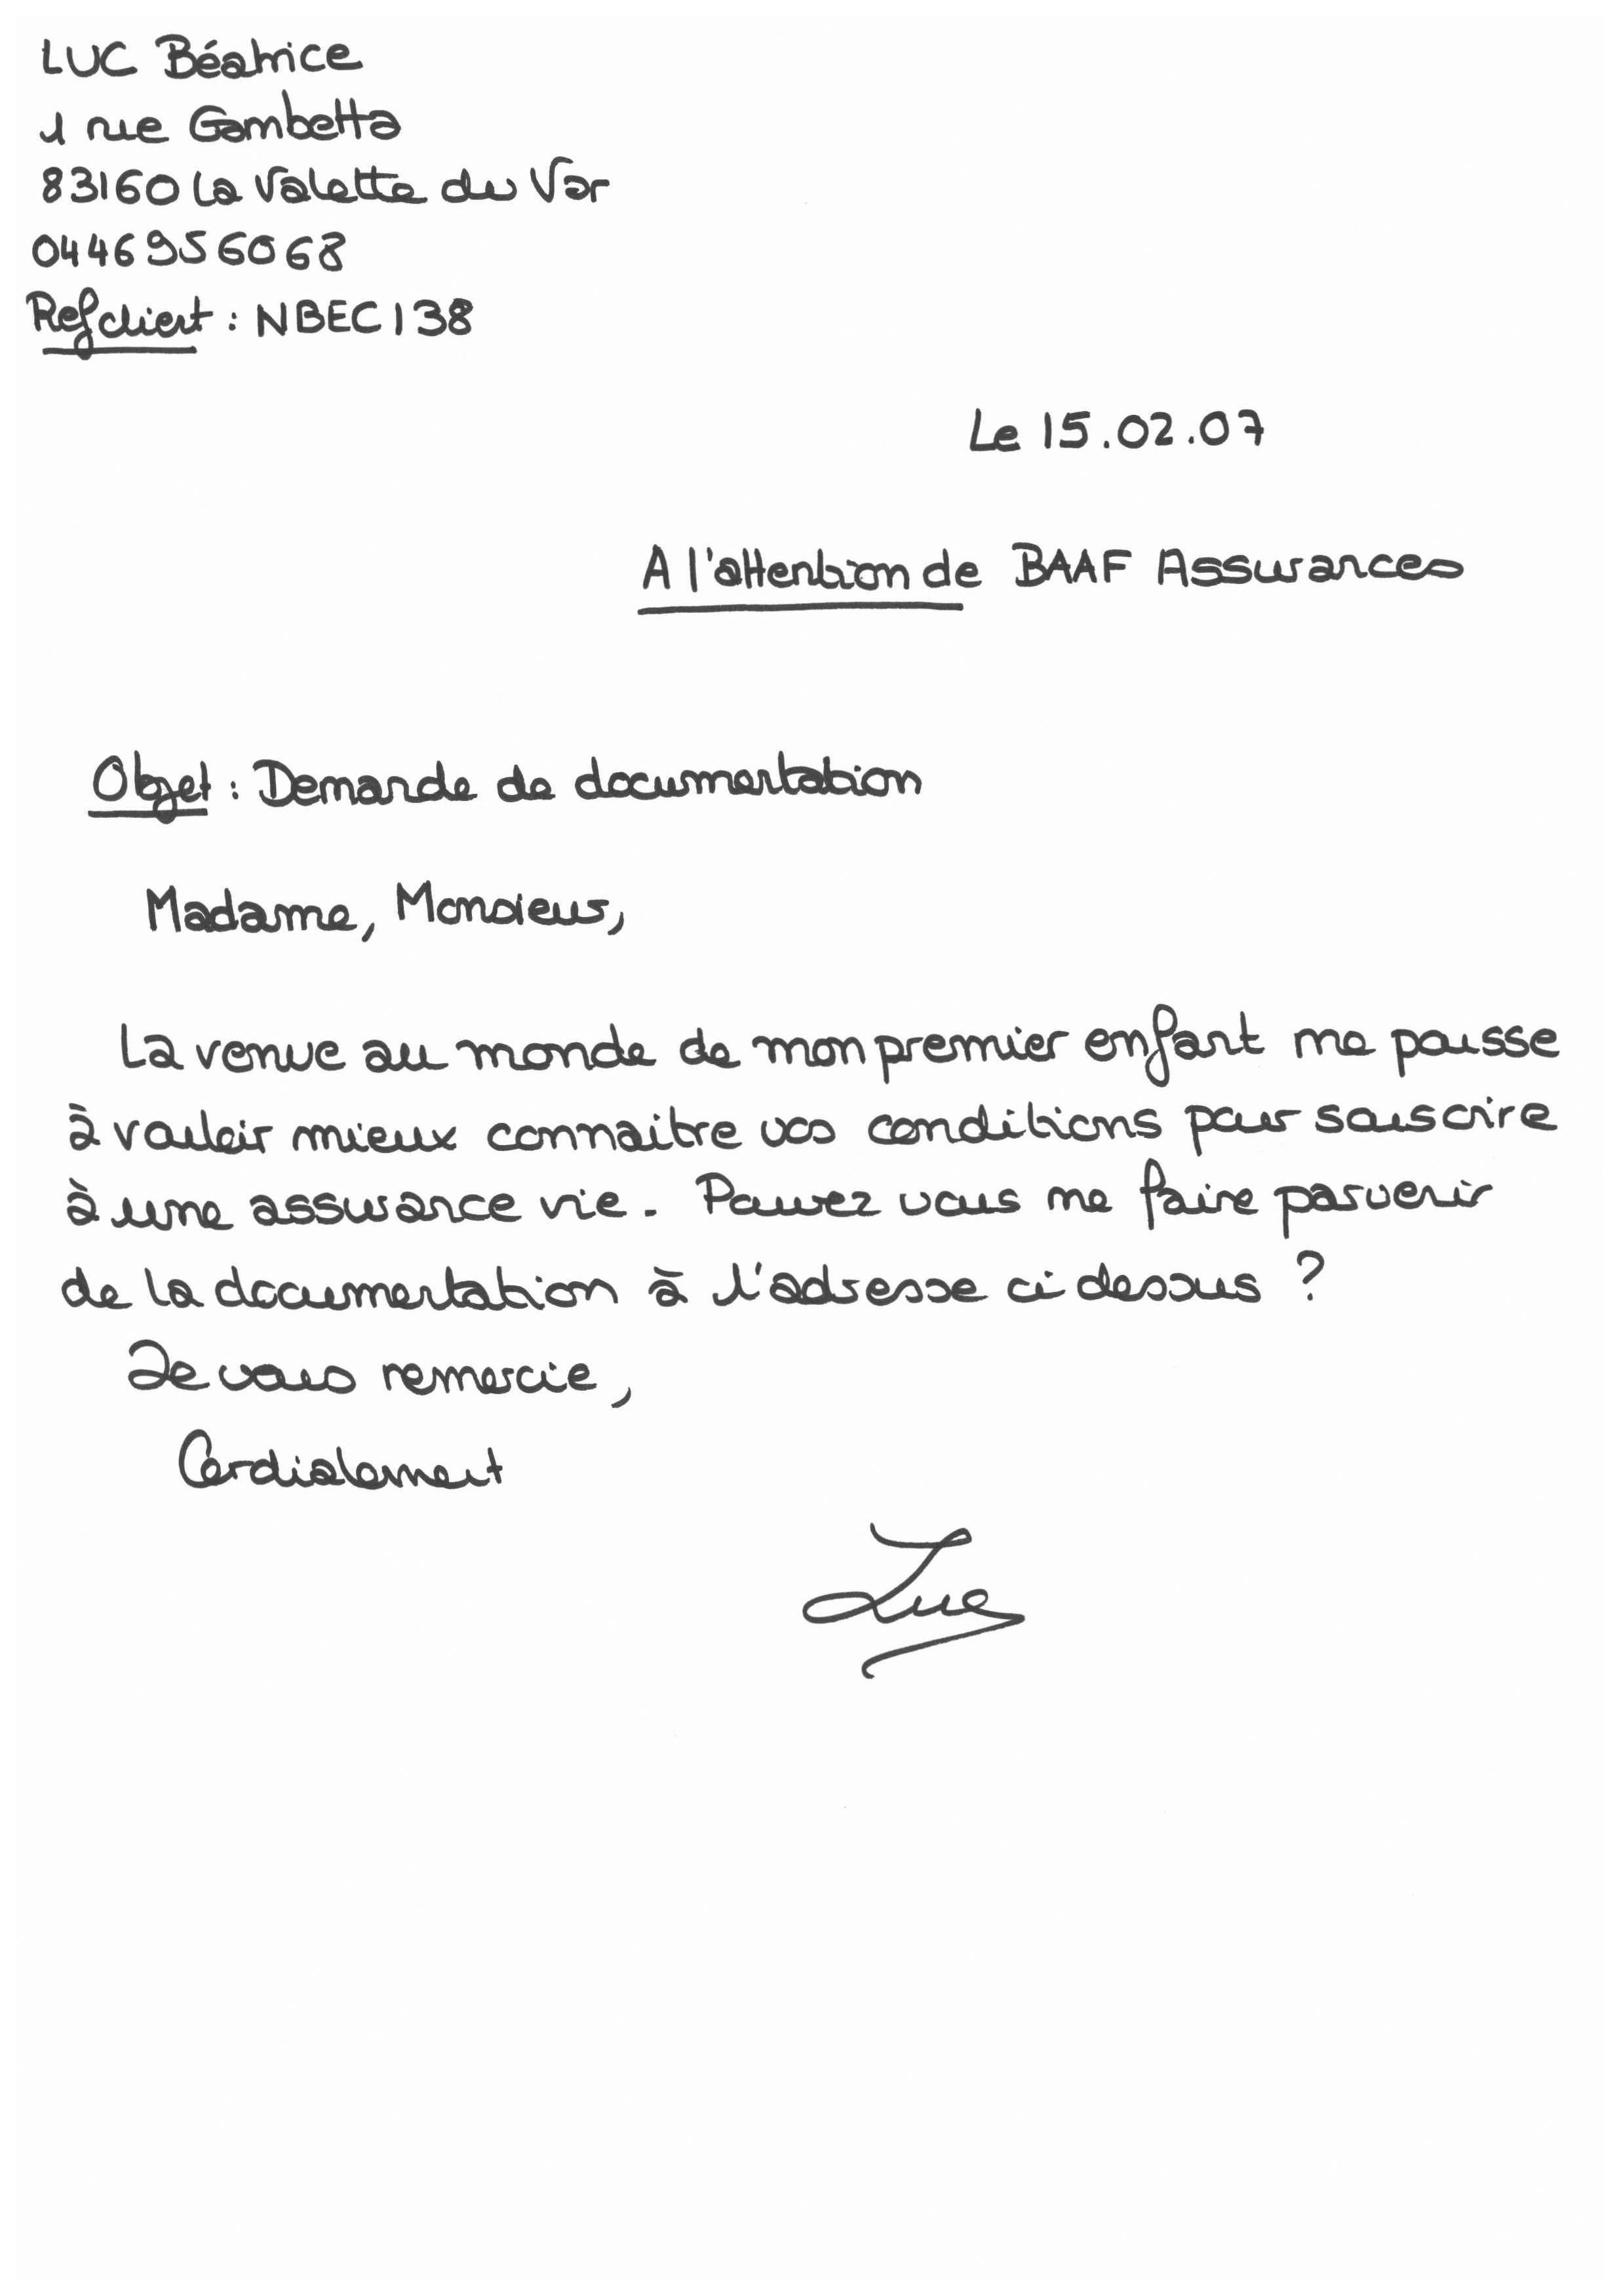 LUC Béatrice
1 rue Gambetta
83160 La Valette du Var
0446956068
Ref client : NBEC138
Le 15.02.07
A l'attention de BAAF Assurances
Objet : Demande de documentation
Madame, Monsieur,
La venue au monde de mon premier enfant me pousse
à vouloir mieux connaitre vos conditions pour souscrire
à une assurance vie. Pouvez vous me faire parvenir
de la documentation à l'adresse ci dessus ?
Je vous remercie,
Cordialement
Luc